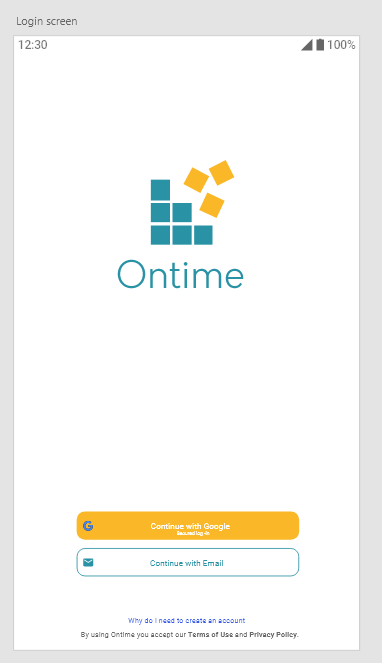 Login screen
12:30
100%
Ontime
Continue with Google
Secured log-in
Continue with Email
Why do I need to create an account
By using Ontime you accept our Terms of Use and Privacy Policy.